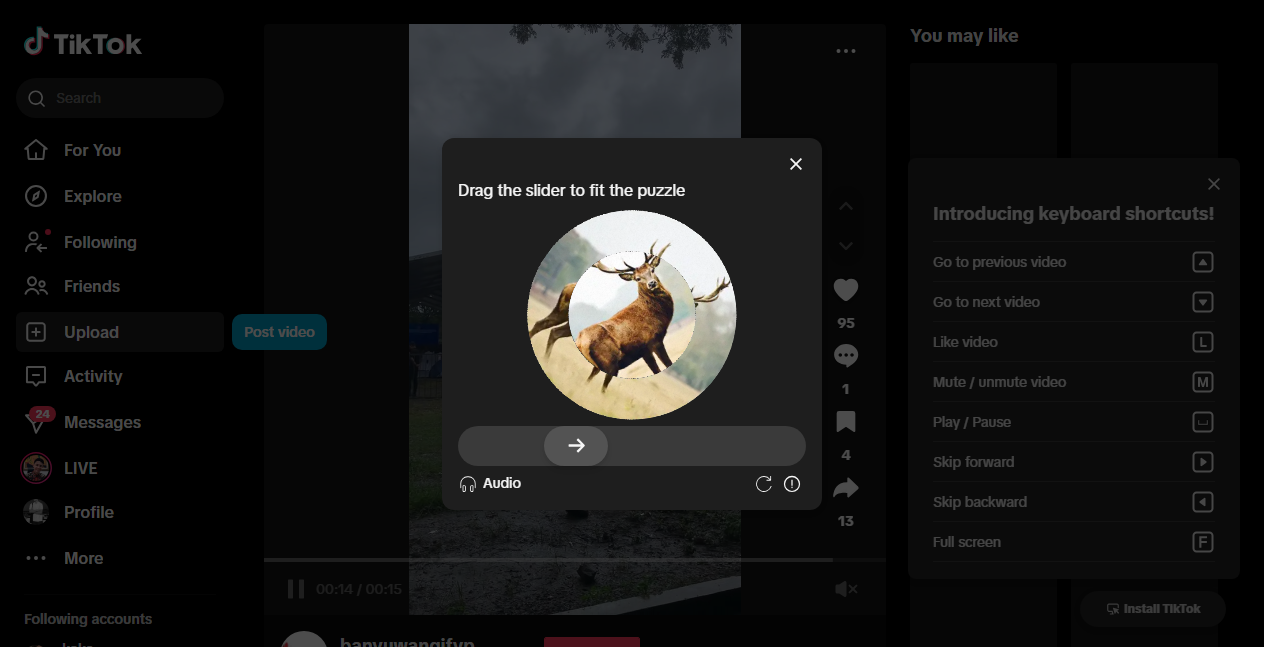 TikTok
Search
For You
Explore
Following
Friends
Upload
Post video
Activity
24
Messages
LIVE
Profile
More
Following accounts
Drag the slider to fit the puzzle
Audio
95
1
4
13
00:14 / 00:15
banyuwangifyp
You may like
Introducing keyboard shortcuts!
Go to previous video
Go to next video
Like video L
Mute / unmute video M
Play / Pause
Skip forward
Skip backward
Full screen F
Install TikTok